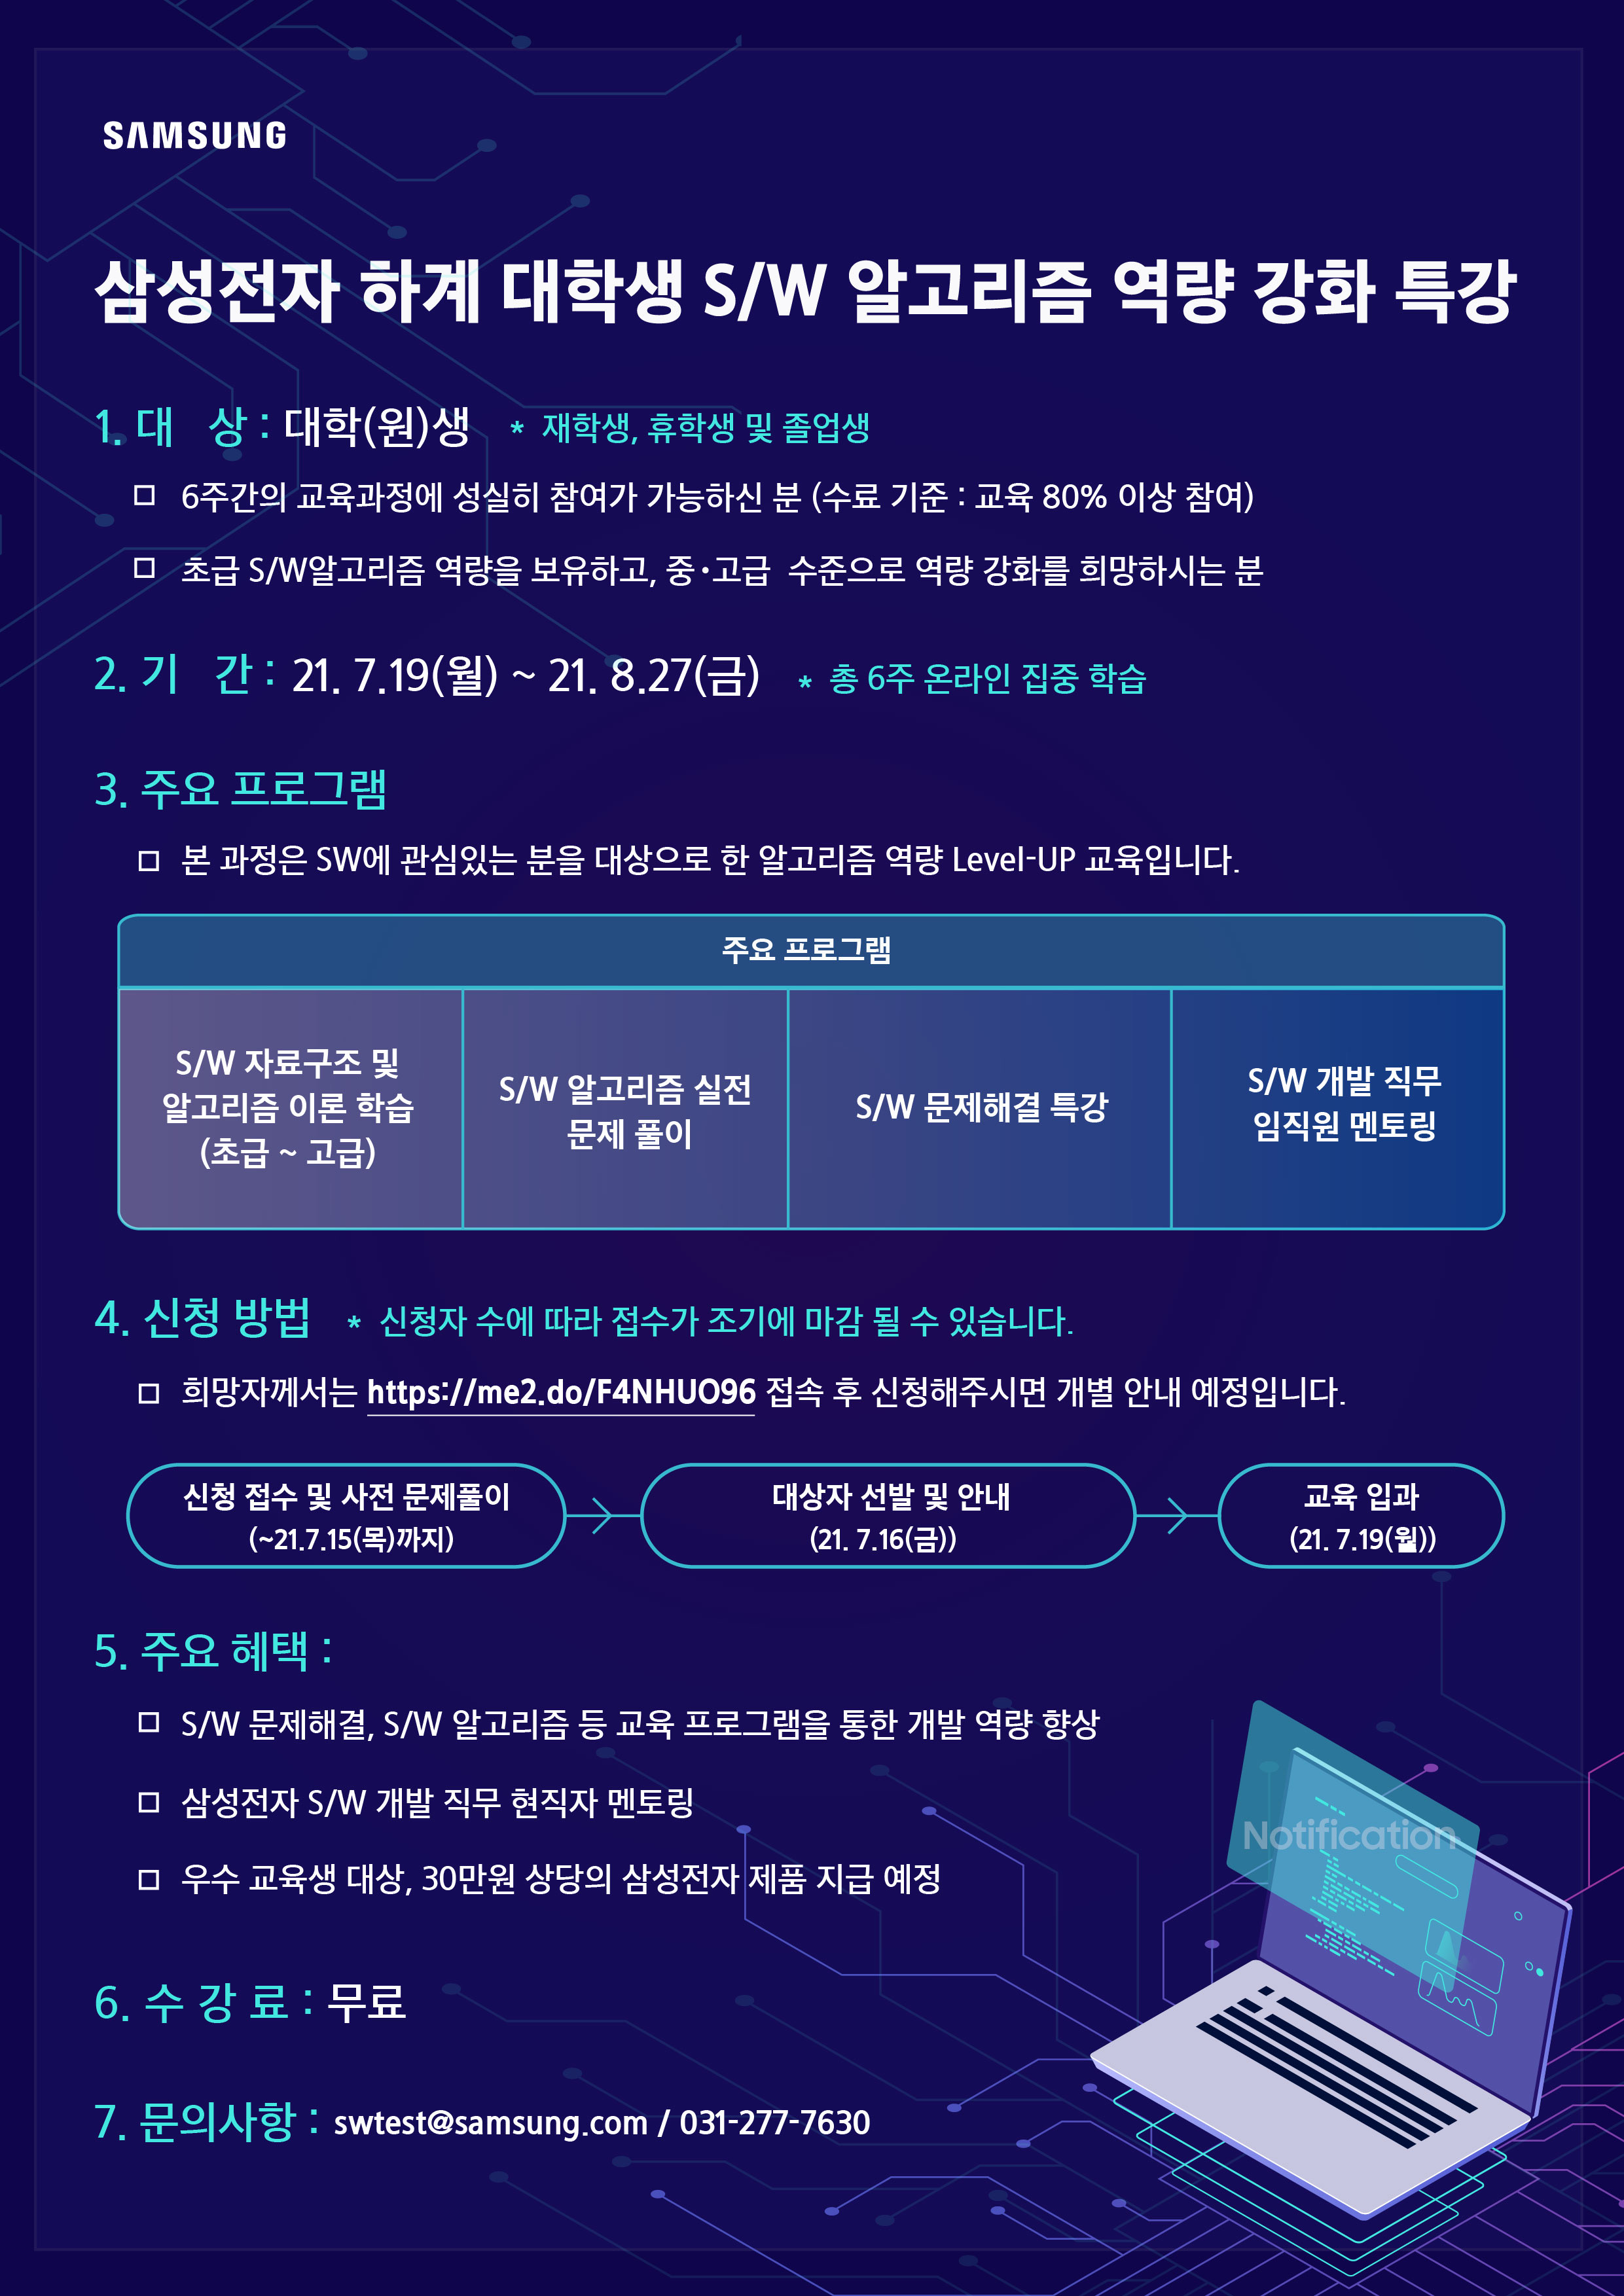 SAMSUNG
삼성전자 하계 대학생 S/W 알고리즘 역량 강화 특강
1. 대 상 : 대학(원)생 * 재학생, 휴학생 및 졸업생
□ 6주간의 교육과정에 성실히 참여가 가능하신 분 (수료 기준 : 교육 80% 이상 참여)
□ 초급 S/W알고리즘 역량을 보유하고, 중·고급 수준으로 역량 강화를 희망하시는 분
2. 기 간 : 21. 7.19(월) ~ 21. 8.27(금) * 총 6주 온라인 집중 학습
3. 주요 프로그램
□ 본 과정은 SW에 관심있는 분을 대상으로 한 알고리즘 역량 Level-UP 교육입니다.
주요 프로그램
S/W 자료구조 및
알고리즘 이론 학습
(초급 ~ 고급)
S/W 알고리즘 실전
문제 풀이
S/W 문제해결 특강
S/W 개발 직무
임직원 멘토링
4. 신청 방법 * 신청자 수에 따라 접수가 조기에 마감 될 수 있습니다.
□ 희망자께서는 https://me2.do/F4NHUO96 접속 후 신청해주시면 개별 안내 예정입니다.
신청 접수 및 사전 문제풀이
(~21.7.15(목)까지)
대상자 선발 및 안내
(21. 7.16(금))
교육 입과
(21. 7.19(월))
5. 주요 혜택 :
□ S/W 문제해결, S/W 알고리즘 등 교육 프로그램을 통한 개발 역량 향상
□ 삼성전자 S/W 개발 직무 현직자 멘토링
□ 우수 교육생 대상, 30만원 상당의 삼성전자 제품 지급 예정
Notification
6. 수 강 료 : 무료
7. 문의사항 : swtest@samsung.com / 031-277-7630